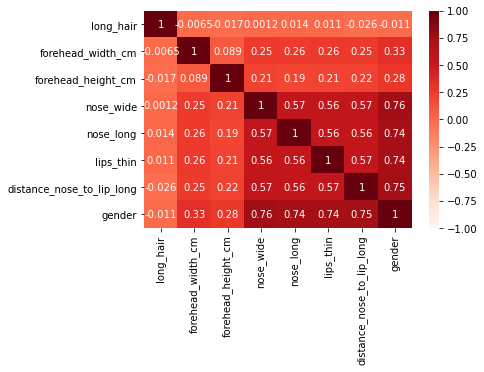 long_hair 1 -0.0065 -0.017 0.0012 0.014 0.011 -0.026 -0.011
forehead_width_cm -0.0065 1 0.089 0.25 0.26 0.26 0.25 0.33
forehead_height_cm -0.017 0.089 1 0.21 0.19 0.21 0.22 0.28
nose_wide 0.0012 0.25 0.21 1 0.57 0.56 0.57 0.76
nose_long 0.014 0.26 0.19 0.57 1 0.56 0.56 0.74
lips_thin 0.011 0.26 0.21 0.56 0.56 1 0.57 0.74
distance_nose_to_lip_long -0.026 0.25 0.22 0.57 0.56 0.57 1 0.75
gender -0.011 0.33 0.28 0.76 0.74 0.74 0.75 1
long_hair
forehead_width_cm
forehead_height_cm
nose_wide
nose_long
lips_thin
distance_nose_to_lip_long
gender
1.00
0.75
0.50
0.25
0.00
−0.25
−0.50
−0.75
−1.00